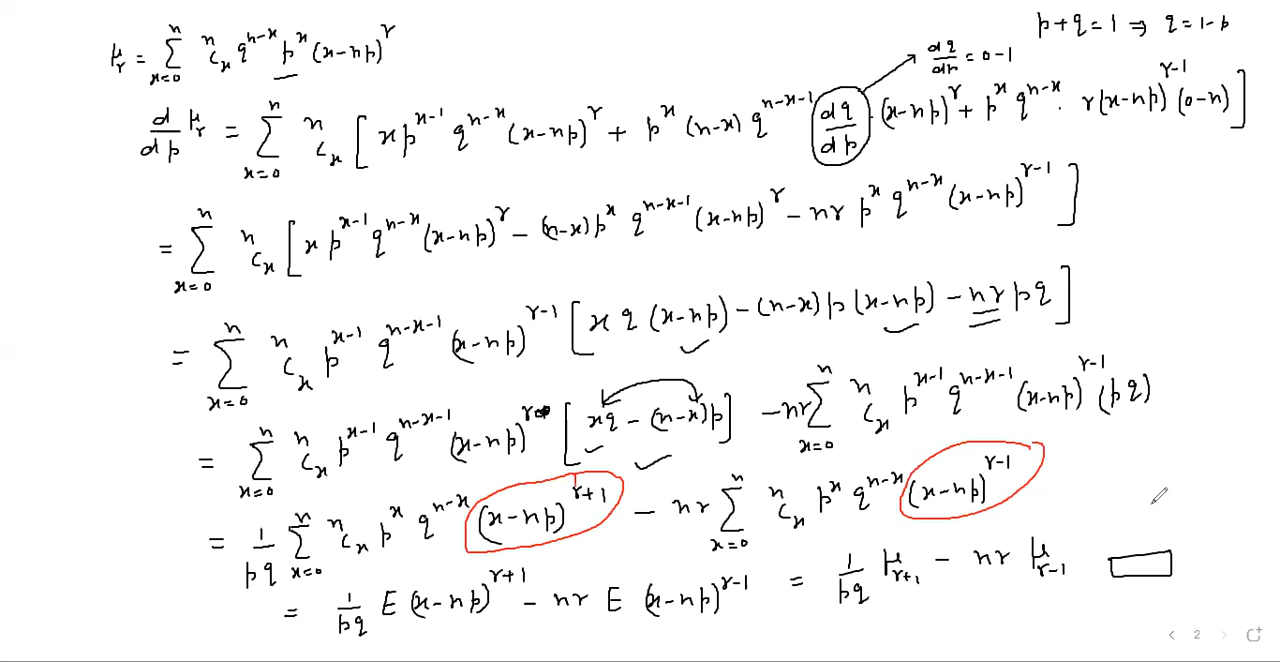 p+q=1 ⇒ q=1-p
μ_r = Σ_{x=0}^{n} ⁿC_x q^{n-x} p^x (x-np)^r
dq/dp = 0-1
d/dp μ_r = Σ_{x=0}^{n} ⁿC_x [x p^{x-1} q^{n-x} (x-np)^r + p^x (n-x) q^{n-x-1} dq/dp · (x-np)^r + p^x q^{n-x} · r(x-np)^{r-1} (0-n)]
= Σ_{x=0}^{n} ⁿC_x [x p^{x-1} q^{n-x} (x-np)^r - (n-x)p^x q^{n-x-1} (x-np)^r - nr p^x q^{n-x} (x-np)^{r-1}]
= Σ_{x=0}^{n} ⁿC_x p^{x-1} q^{n-x-1} (x-np)^{r-1} [x q (x-np) - (n-x) p (x-np) - nr pq]
= Σ_{x=0}^{n} ⁿC_x p^{x-1} q^{n-x-1} (x-np)^r [xq - (n-x)p] - nr Σ_{x=0}^{n} ⁿC_x p^{x-1} q^{n-x-1} (x-np)^{r-1} (pq)
= 1/pq Σ_{x=0}^{n} ⁿC_x p^x q^{n-x} (x-np)^{r+1} - nr Σ_{x=0}^{n} ⁿC_x p^x q^{n-x} (x-np)^{r-1}
= 1/pq E (x-np)^{r+1} - nr E (x-np)^{r-1} = 1/pq μ_{r+1} - nr μ_{r-1}
2